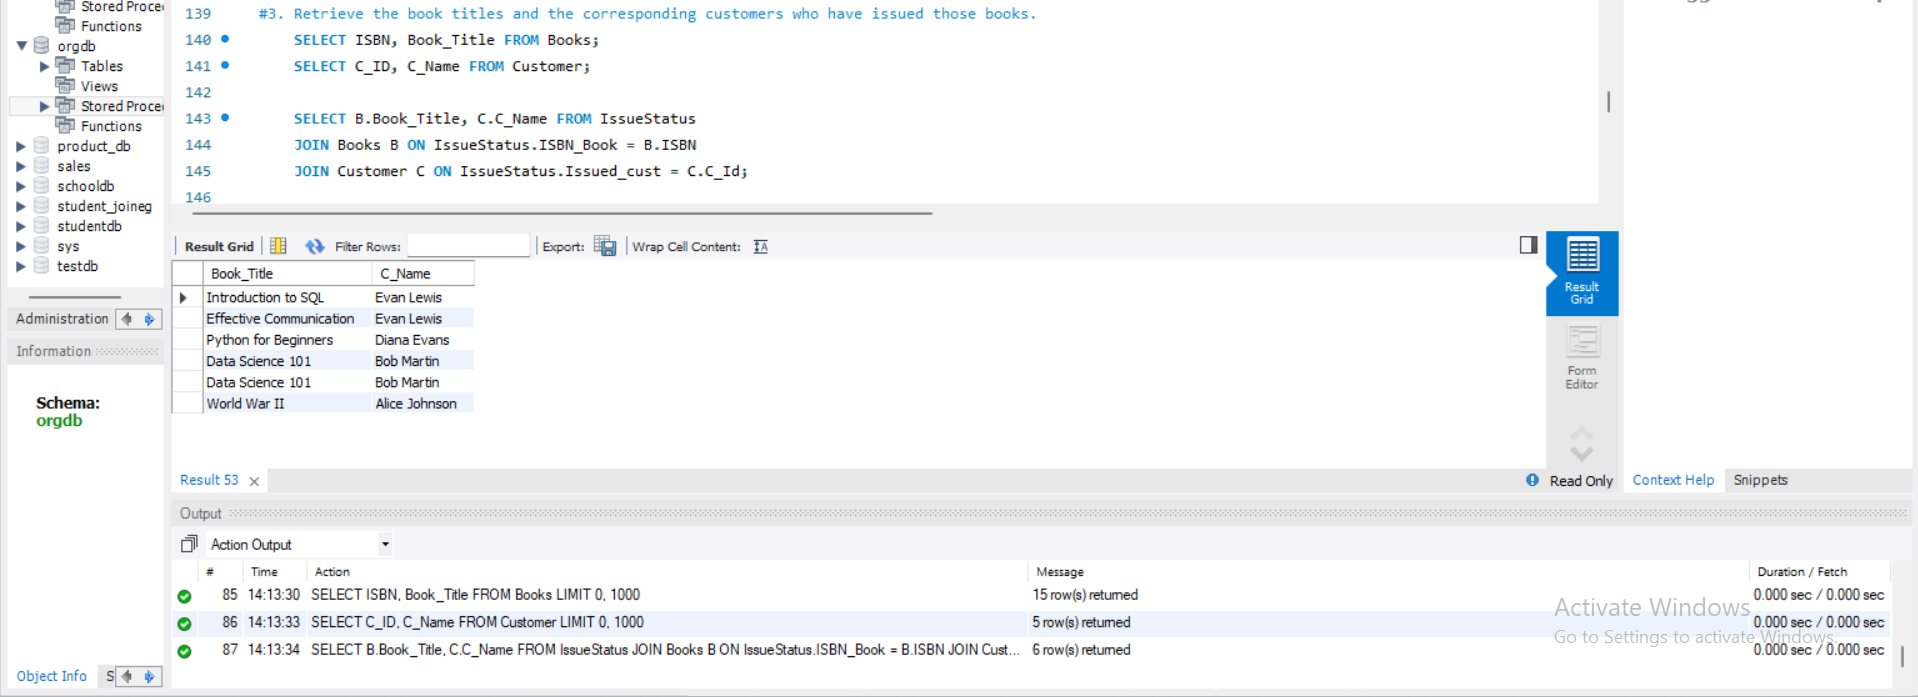 Stored Proce
Functions
orgdb
Tables
Views
Stored Proce
Functions
product_db
sales
schooldb
student_joineg
studentdb
sys
testdb
Administration
Information
Schema:
orgdb
Object Info S
139 #3. Retrieve the book titles and the corresponding customers who have issued those books.
140 SELECT ISBN, Book_Title FROM Books;
141 SELECT C_ID, C_Name FROM Customer;
142
143 SELECT B.Book_Title, C.C_Name FROM IssueStatus
144 JOIN Books B ON IssueStatus.ISBN_Book = B.ISBN
145 JOIN Customer C ON IssueStatus.Issued_cust = C.C_Id;
146
Result Grid Filter Rows: Export: Wrap Cell Content:
Book_Title C_Name
Introduction to SQL Evan Lewis
Effective Communication Evan Lewis
Python for Beginners Diana Evans
Data Science 101 Bob Martin
Data Science 101 Bob Martin
World War II Alice Johnson
Result
Grid
Form
Editor
Result 53 Read Only
Context Help Snippets
Output
Action Output
# Time Action Message Duration / Fetch
85 14:13:30 SELECT ISBN, Book_Title FROM Books LIMIT 0, 1000 15 row(s) returned 0.000 sec / 0.000 sec
86 14:13:33 SELECT C_ID, C_Name FROM Customer LIMIT 0, 1000 5 row(s) returned 0.000 sec / 0.000 sec
87 14:13:34 SELECT B.Book_Title, C.C_Name FROM IssueStatus JOIN Books B ON IssueStatus.ISBN_Book = B.ISBN JOIN Cust... 6 row(s) returned 0.000 sec / 0.000 sec
Activate Windows
Go to Settings to activate Windows.